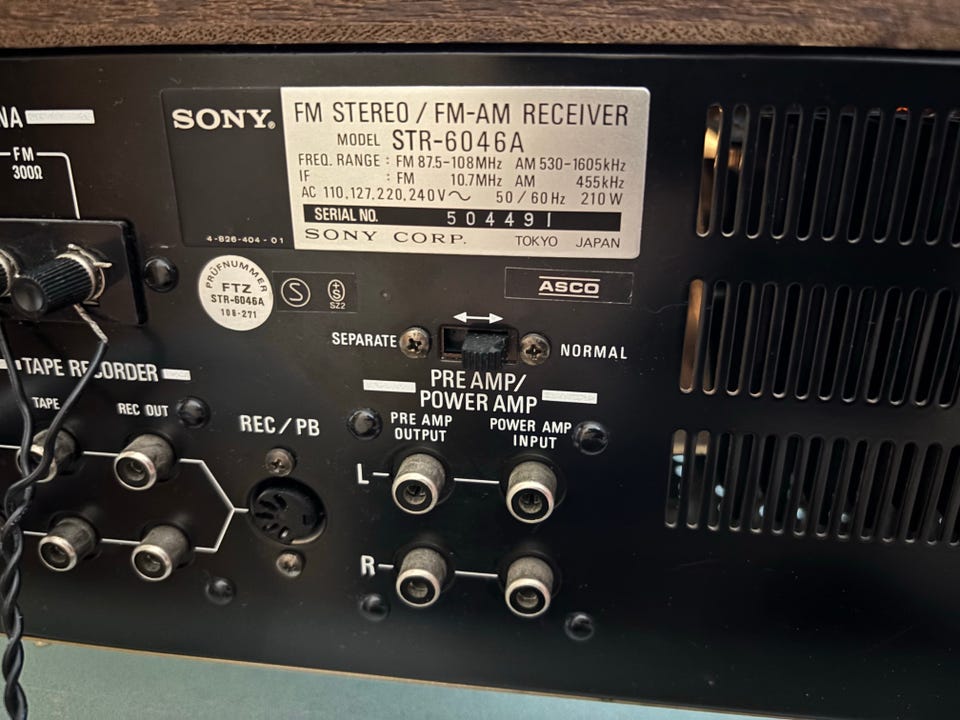 NA
FM
300Ω
SONY®
FM STEREO / FM-AM RECEIVER
MODEL STR-6046A
FREQ. RANGE : FM 87.5-108MHz AM 530-1605kHz
IF : FM 10.7MHz AM 455kHz
AC 110,127,220,240V～ 50/60Hz 210W
SERIAL NO. 504491
SONY CORP. TOKYO JAPAN
4-826-404-01
PRÜFNUMMER
FTZ
STR-6046A
108-271
S
+S
SZ2
ASCO
SEPARATE
NORMAL
PRE AMP/
POWER AMP
TAPE RECORDER
TAPE
REC OUT
REC/PB
PRE AMP
OUTPUT
POWER AMP
INPUT
L
R